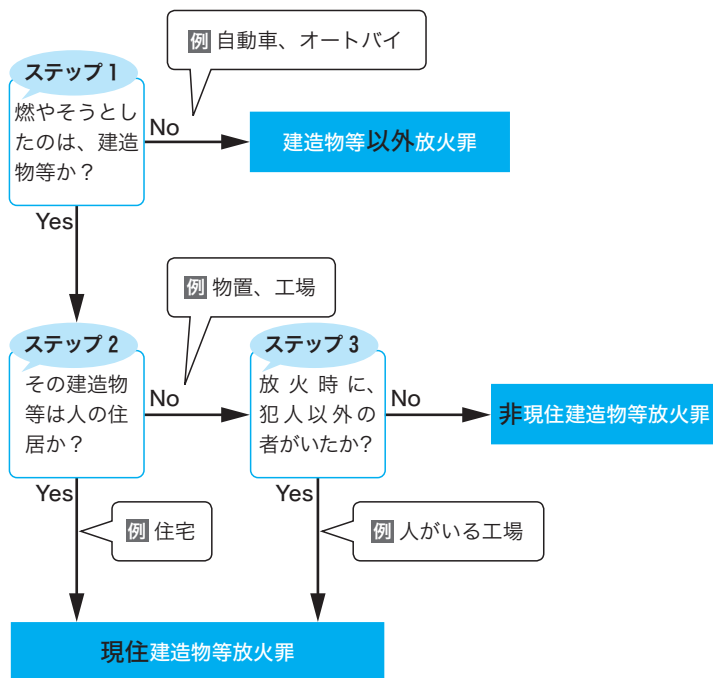 例 自動車、オートバイ
ステップ 1
燃やそうとし
たのは、建造
物等か？
No
建造物等以外放火罪
Yes
例 物置、工場
ステップ 2
その建造物
等は人の住
居か？
No
ステップ 3
放火時に、
犯人以外の
者がいたか?
No
非現住建造物等放火罪
Yes
例 住宅
Yes
例 人がいる工場
現住建造物等放火罪